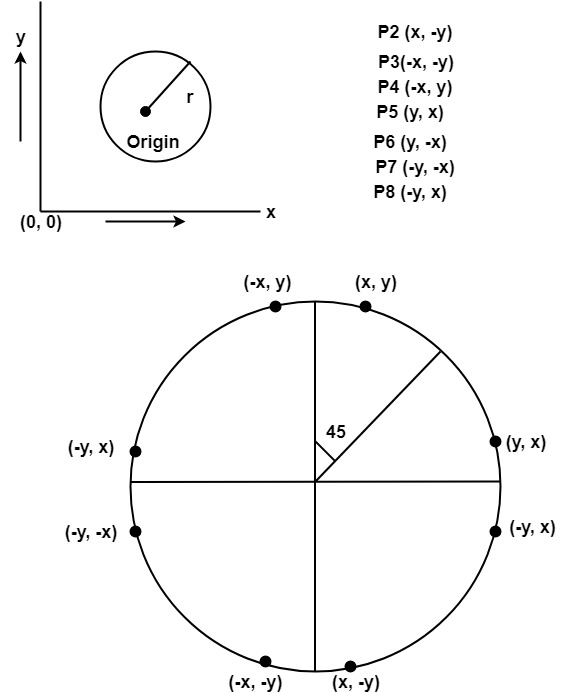 y
r
Origin
x
(0, 0)
P2 (x, -y)
P3(-x, -y)
P4 (-x, y)
P5 (y, x)
P6 (y, -x)
P7 (-y, -x)
P8 (-y, x)
(-x, y)
(x, y)
45
(-y, x)
(y, x)
(-y, -x)
(-y, x)
(-x, -y)
(x, -y)